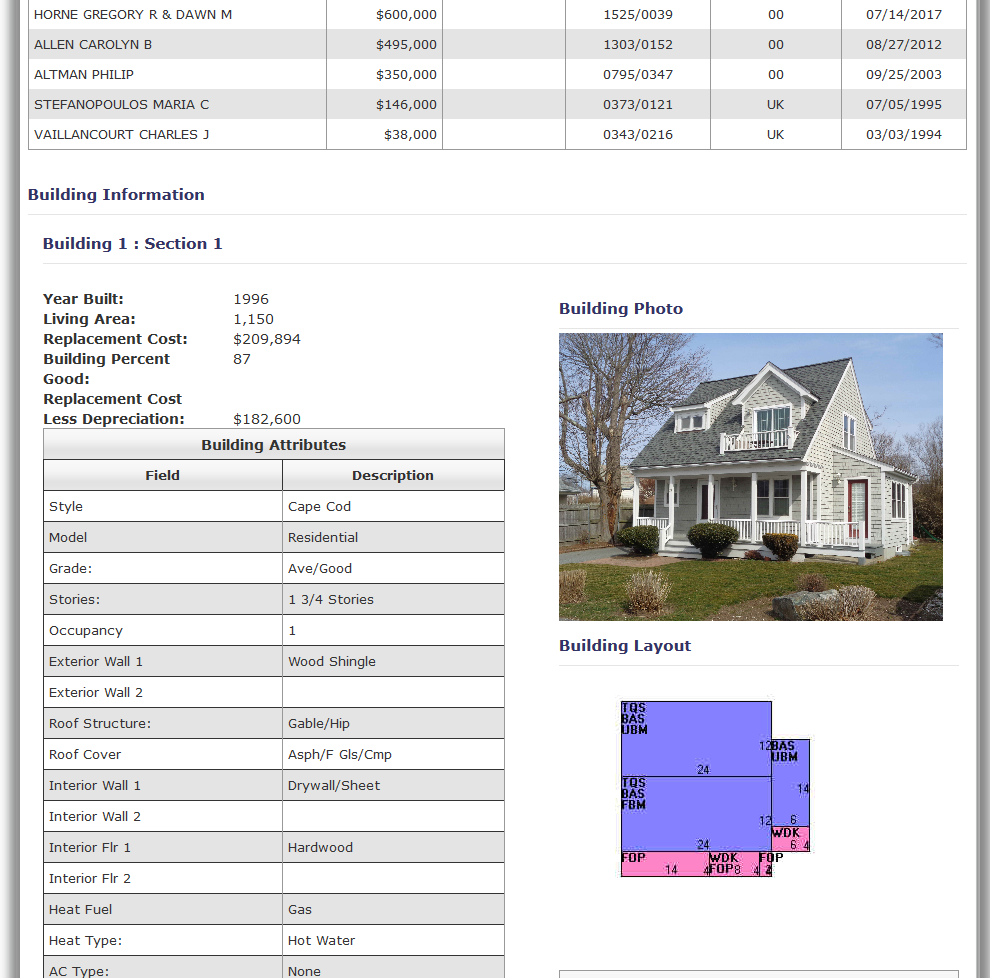 HORNE GREGORY R & DAWN M $600,000 1525/0039 00 07/14/2017
ALLEN CAROLYN B $495,000 1303/0152 00 08/27/2012
ALTMAN PHILIP $350,000 0795/0347 00 09/25/2003
STEFANOPOULOS MARIA C $146,000 0373/0121 UK 07/05/1995
VAILLANCOURT CHARLES J $38,000 0343/0216 UK 03/03/1994
Building Information
Building 1 : Section 1
Year Built: 1996
Living Area: 1,150
Replacement Cost: $209,894
Building Percent 87
Good:
Replacement Cost
Less Depreciation: $182,600
Building Attributes
Field Description
Style Cape Cod
Model Residential
Grade: Ave/Good
Stories: 1 3/4 Stories
Occupancy 1
Exterior Wall 1 Wood Shingle
Exterior Wall 2
Roof Structure: Gable/Hip
Roof Cover Asph/F Gls/Cmp
Interior Wall 1 Drywall/Sheet
Interior Wall 2
Interior Flr 1 Hardwood
Interior Flr 2
Heat Fuel Gas
Heat Type: Hot Water
AC Type: None
Building Photo
Building Layout
TQS
BAS
UBM
12
24
BAS
UBM
14
6
TQS
BAS
FBM
12
24
WDK
6 4
FOP
14
4
WDK
FOP 8
4
FOP